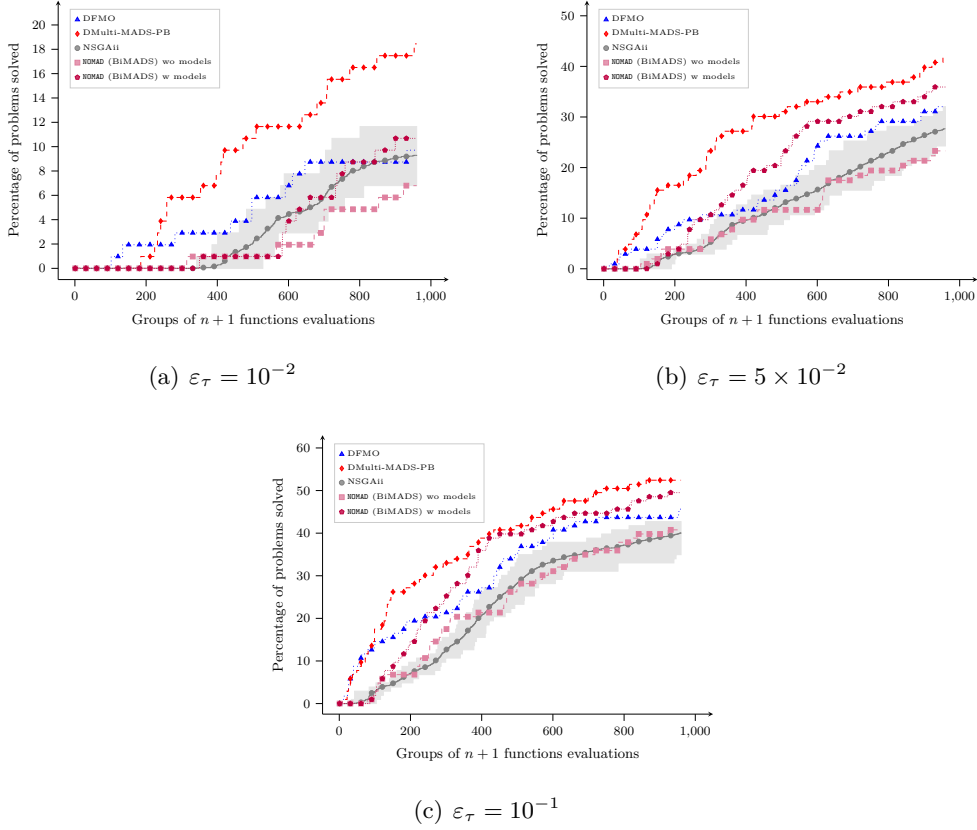 20
18
16
14
12
10
8
6
4
2
0
Percentage of problems solved
DFMO
DMulti-MADS-PB
NSGAii
NOMAD (BiMADS) wo models
NOMAD (BiMADS) w models
0 200 400 600 800 1,000
Groups of n + 1 functions evaluations
(a) ε_τ = 10⁻²
50
40
30
20
10
0
Percentage of problems solved
DFMO
DMulti-MADS-PB
NSGAii
NOMAD (BiMADS) wo models
NOMAD (BiMADS) w models
0 200 400 600 800 1,000
Groups of n + 1 functions evaluations
(b) ε_τ = 5 × 10⁻²
60
50
40
30
20
10
0
Percentage of problems solved
DFMO
DMulti-MADS-PB
NSGAii
NOMAD (BiMADS) wo models
NOMAD (BiMADS) w models
0 200 400 600 800 1,000
Groups of n + 1 functions evaluations
(c) ε_τ = 10⁻¹